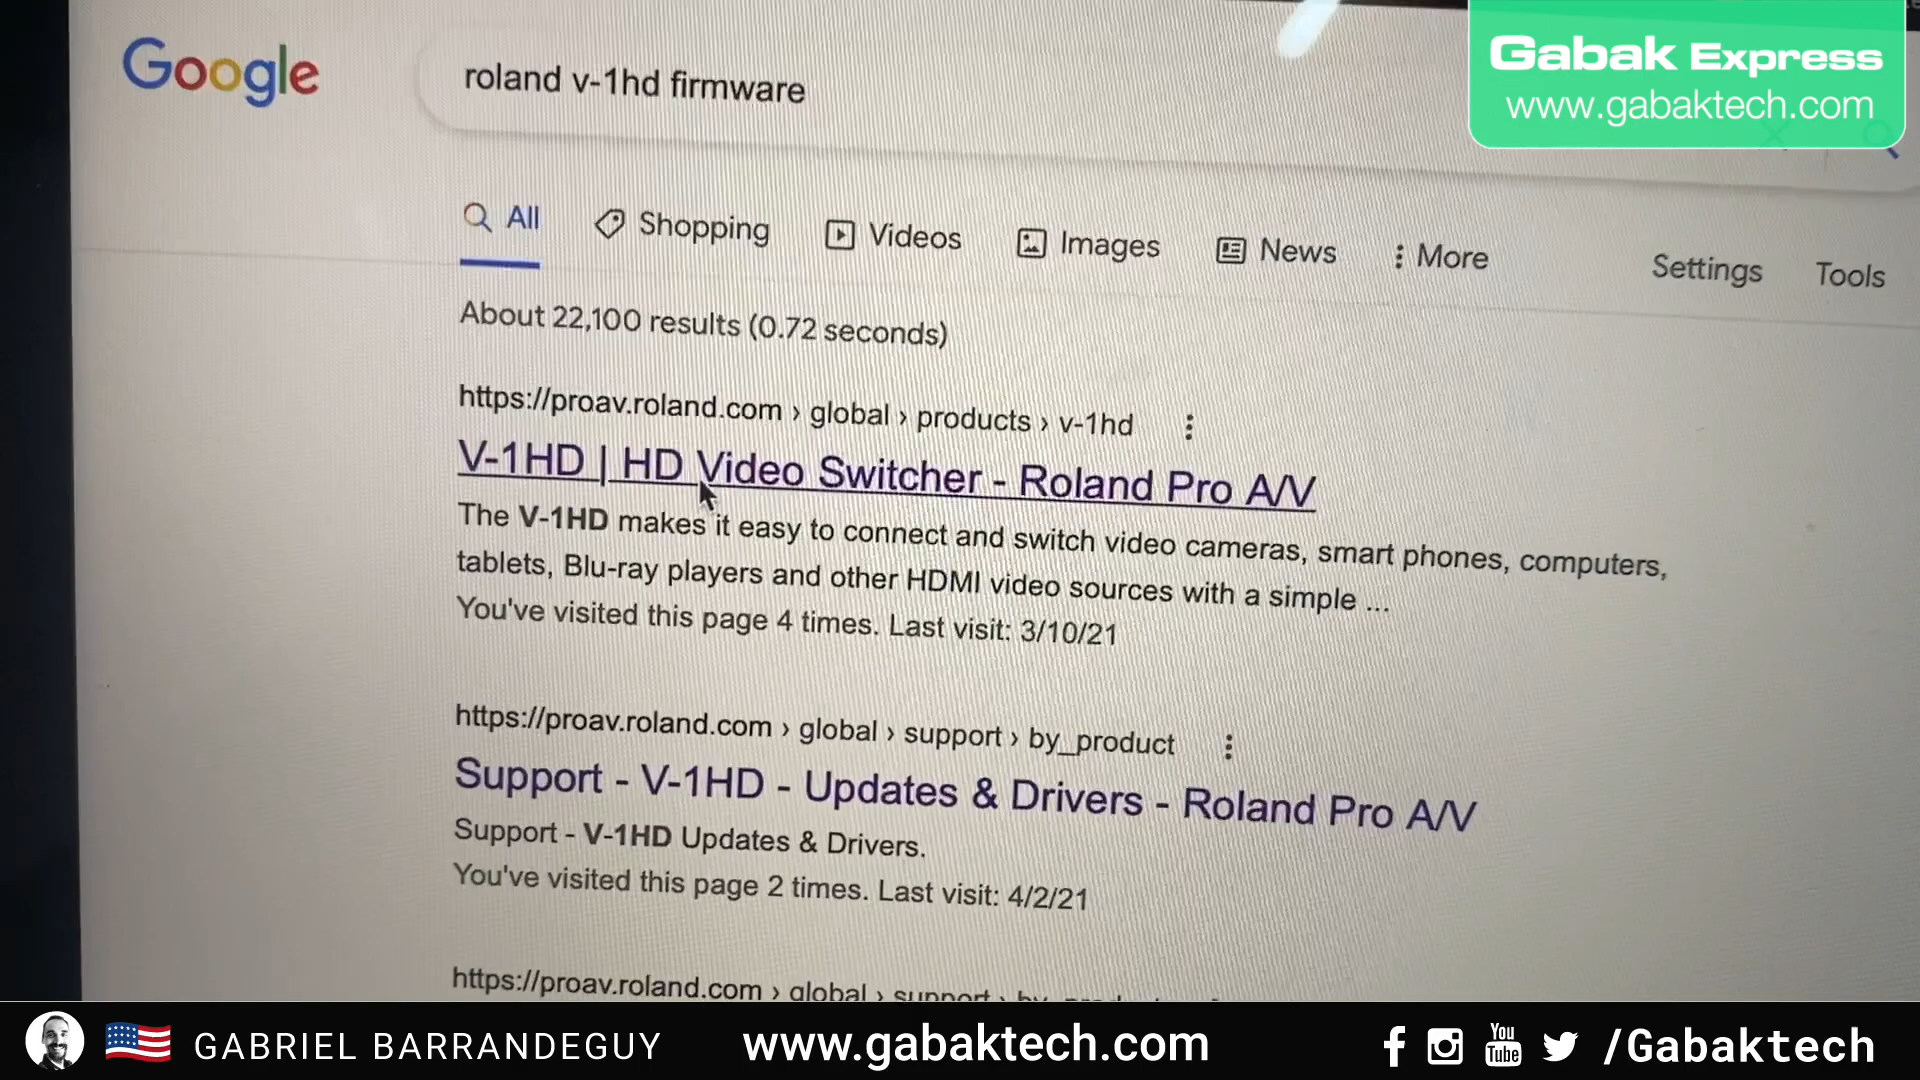 Google
roland v-1hd firmware
Gabak Express
www.gabaktech.com
All
Shopping
Videos
Images
News
More
Settings
Tools
About 22,100 results (0.72 seconds)
https://proav.roland.com › global › products › v-1hd
V-1HD | HD Video Switcher - Roland Pro A/V
The V-1HD makes it easy to connect and switch video cameras, smart phones, computers,
tablets, Blu-ray players and other HDMI video sources with a simple ...
You've visited this page 4 times. Last visit: 3/10/21
https://proav.roland.com › global › support › by_product
Support - V-1HD - Updates & Drivers - Roland Pro A/V
Support - V-1HD Updates & Drivers.
You've visited this page 2 times. Last visit: 4/2/21
https://proav.roland.com › global › support ›
GABRIEL BARRANDEGUY
www.gabaktech.com
You
Tube
/Gabaktech